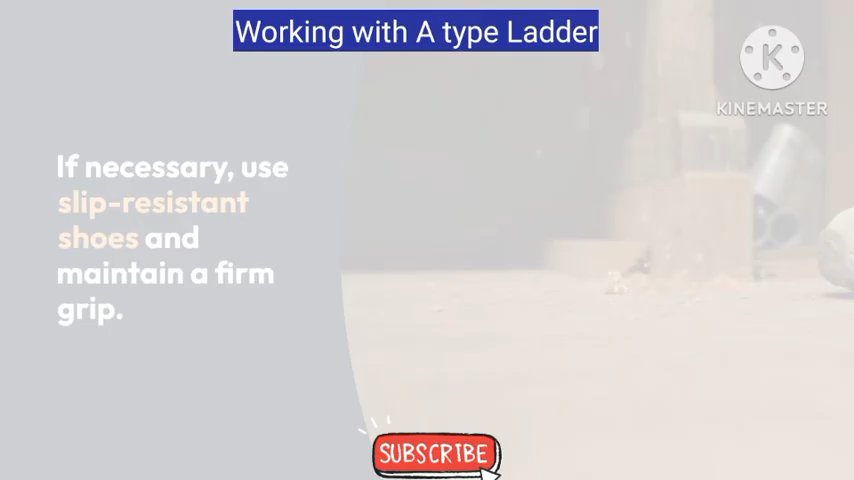 Working with A type Ladder
KINEMASTER
If necessary, use
slip-resistant
shoes and
maintain a firm
grip.
SUBSCRIBE